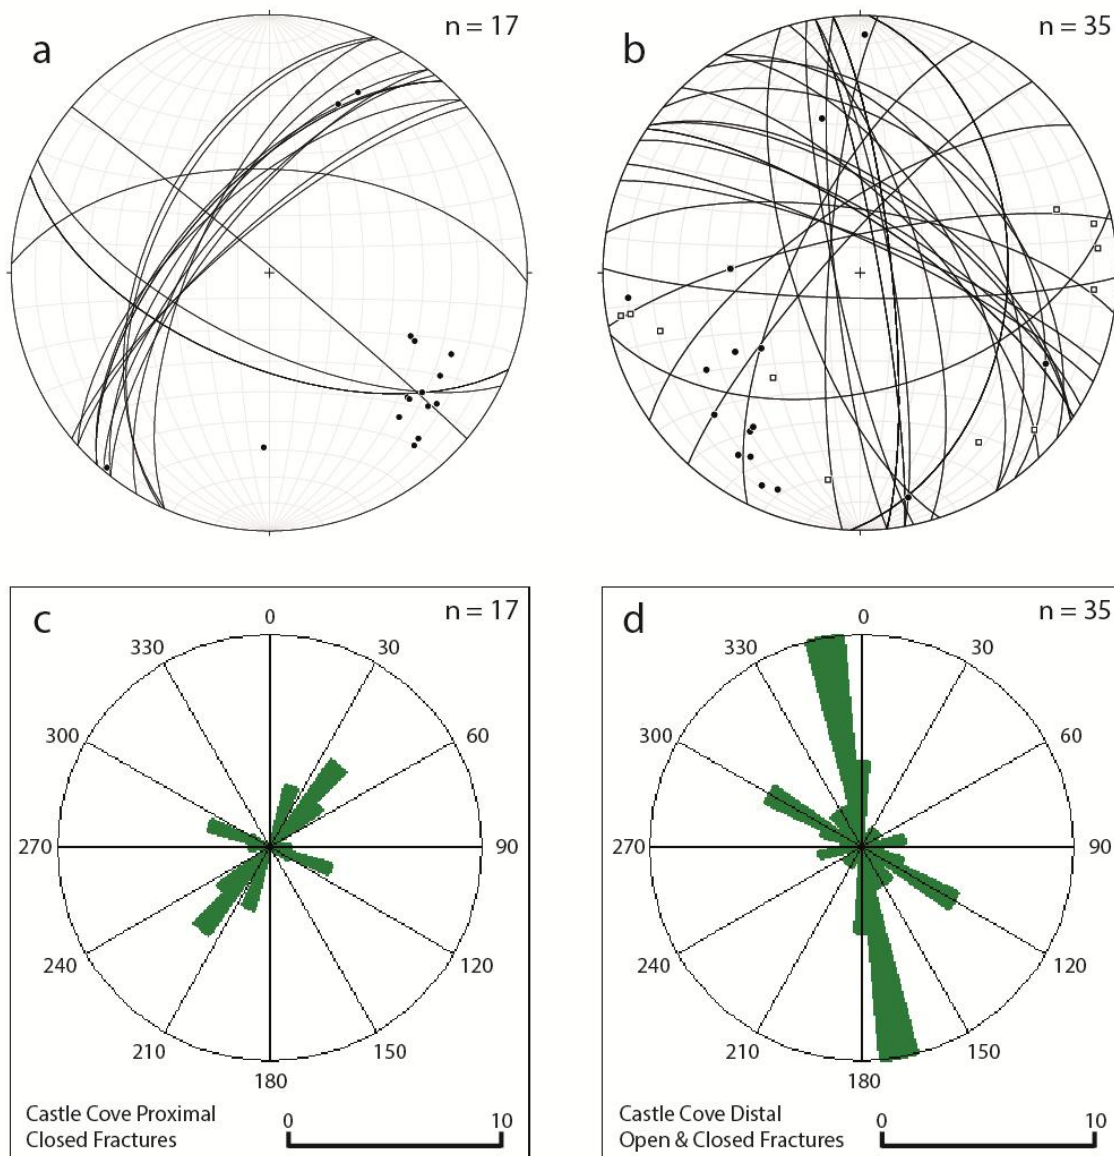 a
n = 17
b
n = 35
c
n = 17
0
30
60
90
120
150
180
210
240
270
300
330
Castle Cove Proximal
Closed Fractures
0 10
d
n = 35
0
30
60
90
120
150
180
210
240
270
300
330
Castle Cove Distal
Open & Closed Fractures
0 10